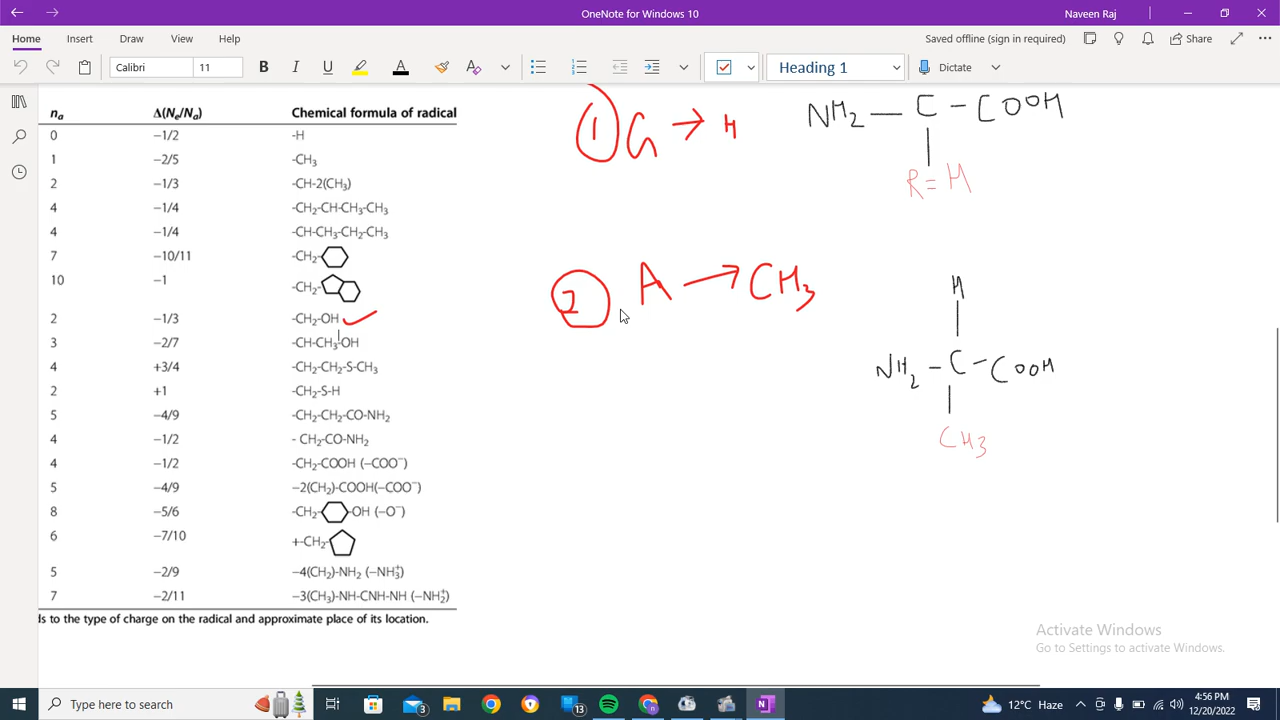 OneNote for Windows 10
Naveen Raj
Home Insert Draw View Help
Saved offline (sign in required)
Share
Calibri 11 B I U A
Heading 1
Dictate
nₐ Δ(Nₑ/Nₐ) Chemical formula of radical
0 −1/2 -H
1 −2/5 -CH₃
2 −1/3 -CH-2(CH₃)
4 −1/4 -CH₂-CH-CH₃-CH₃
4 −1/4 -CH-CH₃-CH₂-CH₃
7 −10/11 -CH₂-
10 −1 -CH₂-
2 −1/3 -CH₂-OH
3 −2/7 -CH-CH₃-OH
4 +3/4 -CH₂-CH₂-S-CH₃
2 +1 -CH₂-S-H
5 −4/9 -CH₂-CH₂-CO-NH₂
4 −1/2 - CH₂-CO-NH₂
4 −1/2 -CH₂-COOH (−COO⁻)
5 −4/9 −2(CH₂)-COOH(−COO⁻)
8 −5/6 -CH₂- -OH (−O⁻)
6 −7/10 +-CH₂-
5 −2/9 −4(CH₂)-NH₂ (−NH₃⁺)
7 −2/11 −3(CH₃)-NH-CNH-NH (−NH₂⁺)
ds to the type of charge on the radical and approximate place of its location.
1 G → H
NH₂ — C – COOH
R = H
2 A → CH₃
H
NH₂ – C – COOH
CH₃
Activate Windows
Go to Settings to activate Windows.
Type here to search
3
13
12°C Haze
4:56 PM
12/20/2022